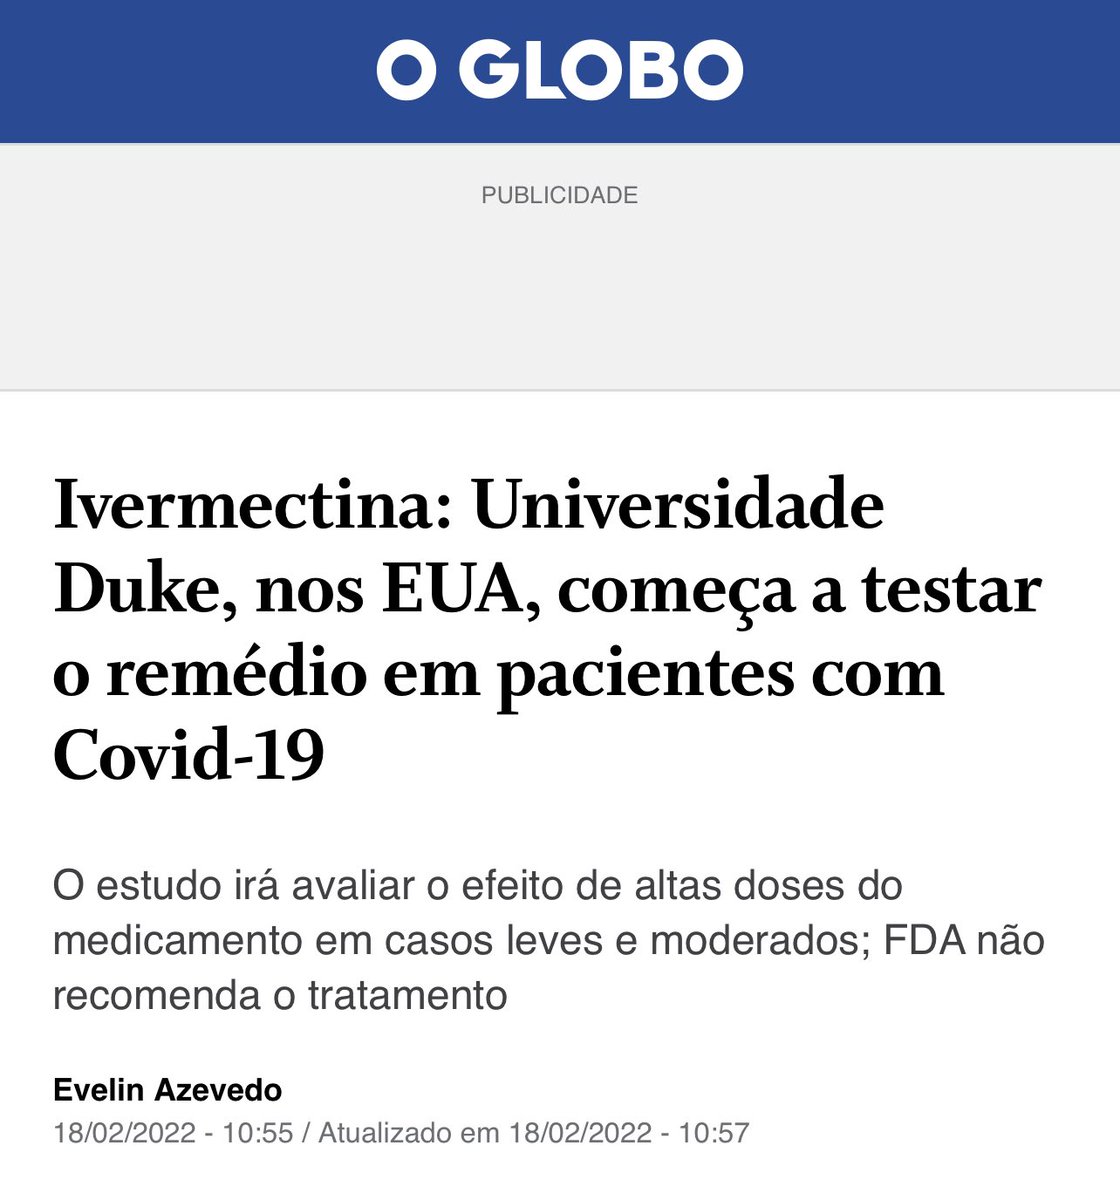 O GLOBO
PUBLICIDADE
Ivermectina: Universidade
Duke, nos EUA, começa a testar
o remédio em pacientes com
Covid-19
O estudo irá avaliar o efeito de altas doses do
medicamento em casos leves e moderados; FDA não
recomenda o tratamento
Evelin Azevedo
18/02/2022 - 10:55 / Atualizado em 18/02/2022 - 10:57